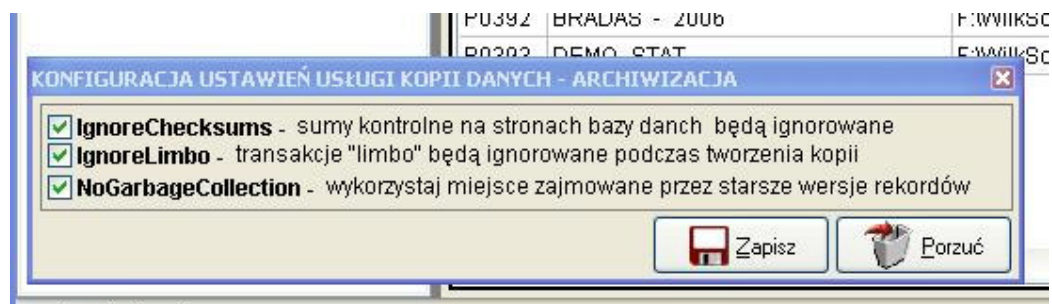 P0392 BRADAS - 2006 F:\WilkSo
P0393 DEMO STAT F:\WilkSo
KONFIGURACJA USTAWIEŃ USŁUGI KOPII DANYCH - ARCHIWIZACJA
IgnoreChecksums - sumy kontrolne na stronach bazy danch będą ignorowane
IgnoreLimbo - transakcje "limbo" będą ignorowane podczas tworzenia kopii
NoGarbageCollection - wykorzystaj miejsce zajmowane przez starsze wersje rekordów
Zapisz Porzuć